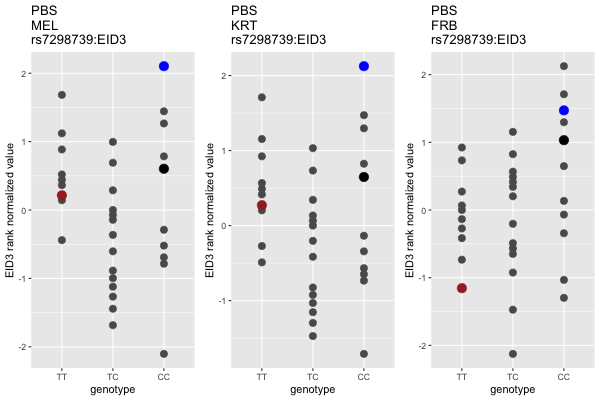 PBS
MEL
rs7298739:EID3
EID3 rank normalized value
2
1
0
-1
-2
TT
TC
CC
genotype
PBS
KRT
rs7298739:EID3
EID3 rank normalized value
2
1
0
-1
TT
TC
CC
genotype
PBS
FRB
rs7298739:EID3
EID3 rank normalized value
2
1
0
-1
-2
TT
TC
CC
genotype